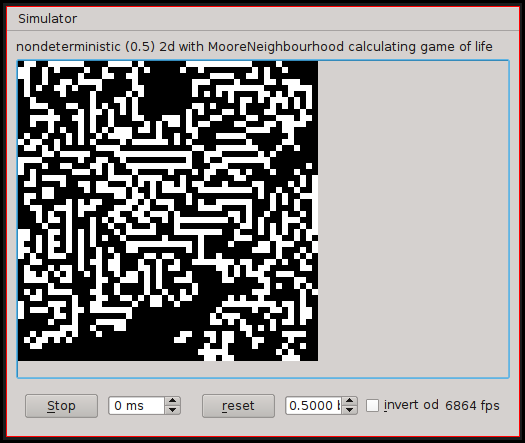 Simulator
nondeterministic (0.5) 2d with MooreNeighbourhood calculating game of life
Stop 0 ms reset 0.5000 invert od 6864 fps